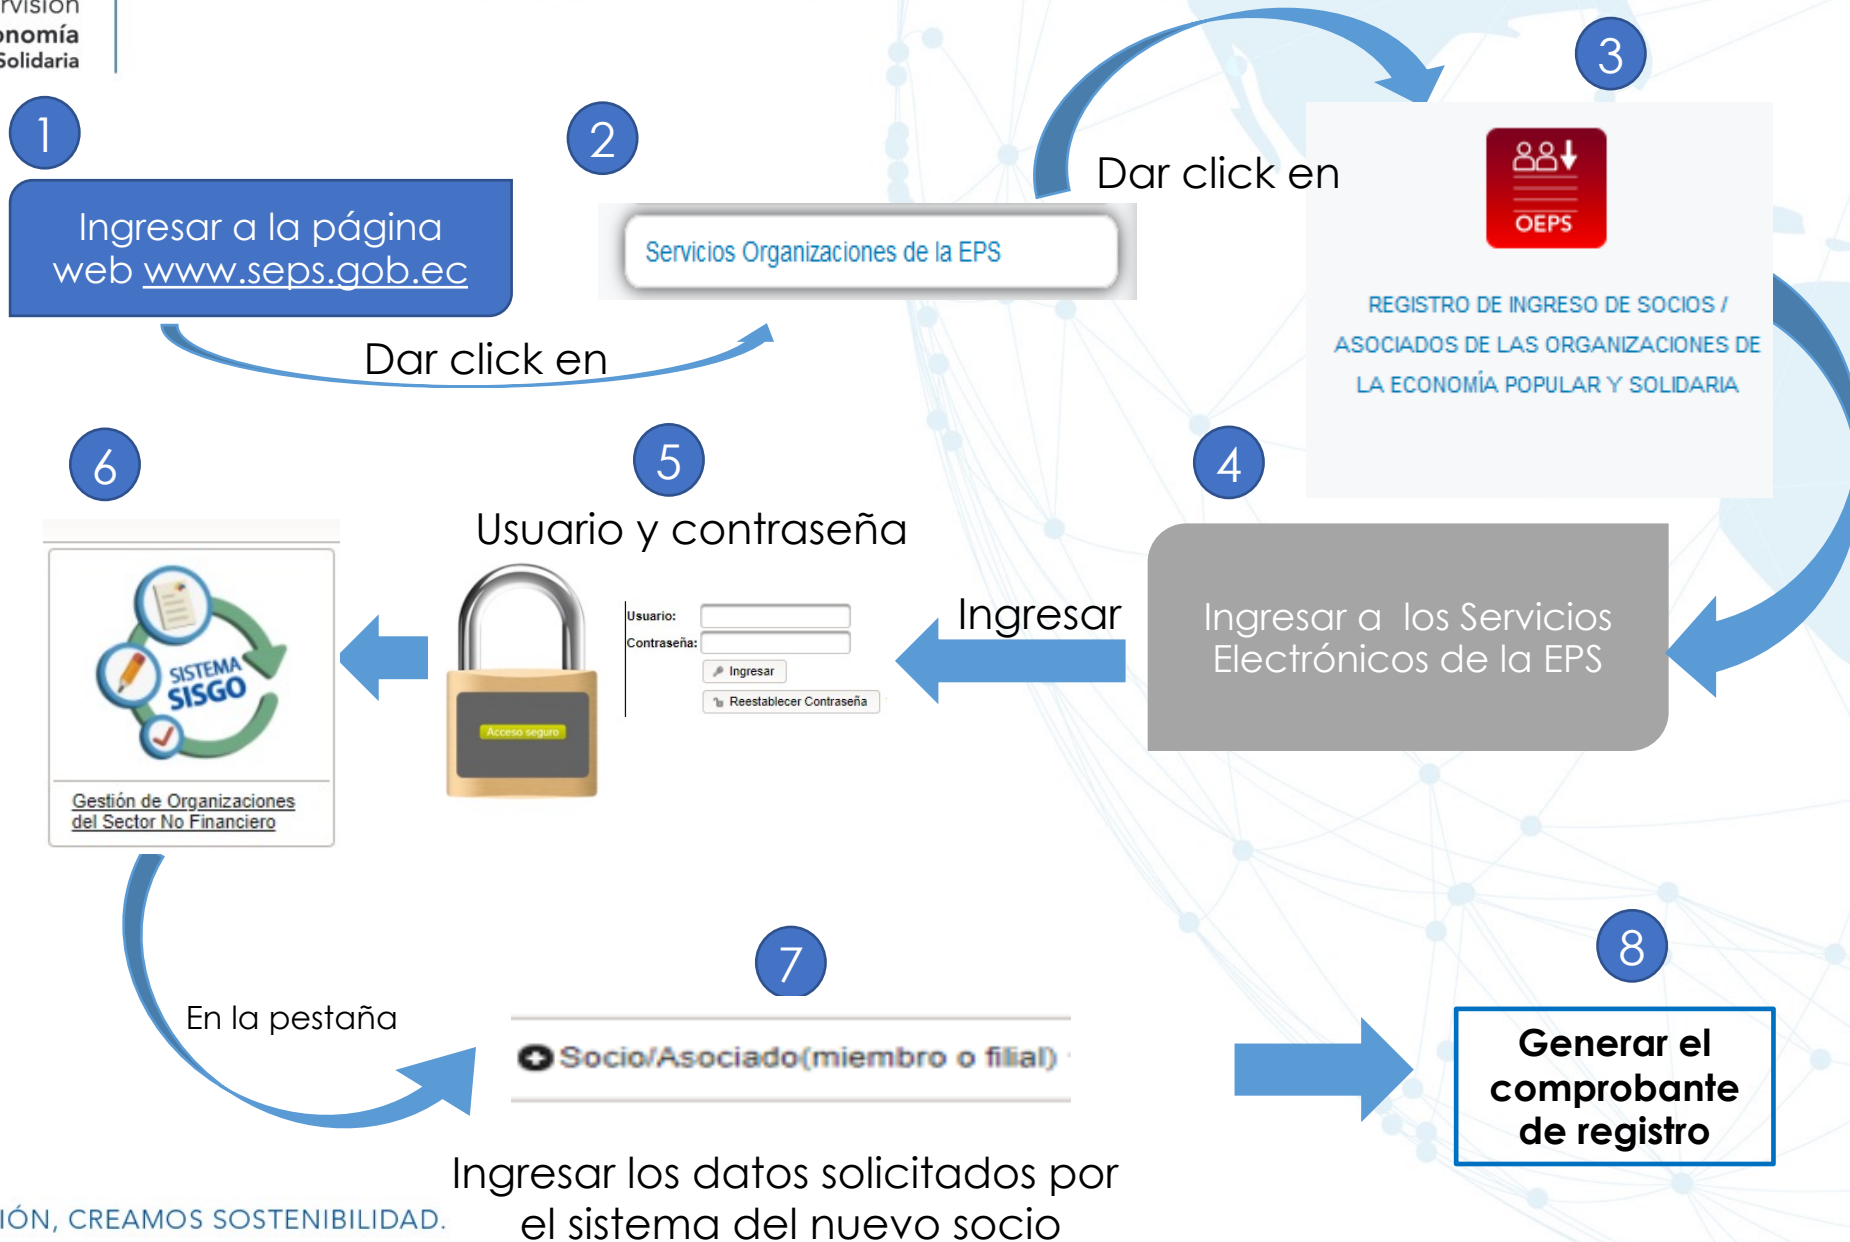 onomía
Solidaria
1
Ingresar a la página
web www.seps.gob.ec
Dar click en
2
Servicios Organizaciones de la EPS
Dar click en
3
OEPS
REGISTRO DE INGRESO DE SOCIOS /
ASOCIADOS DE LAS ORGANIZACIONES DE
LA ECONOMÍA POPULAR Y SOLIDARIA
4
Ingresar a los Servicios
Electrónicos de la EPS
Ingresar
5
Usuario y contraseña
Usuario:
Contraseña:
Ingresar
Reestablecer Contraseña
Acceso seguro
6
SISTEMA
SISGO
Gestión de Organizaciones
del Sector No Financiero
En la pestaña
7
Socio/Asociado(miembro o filial)
Ingresar los datos solicitados por
el sistema del nuevo socio
8
Generar el
comprobante
de registro
IÓN, CREAMOS SOSTENIBILIDAD.